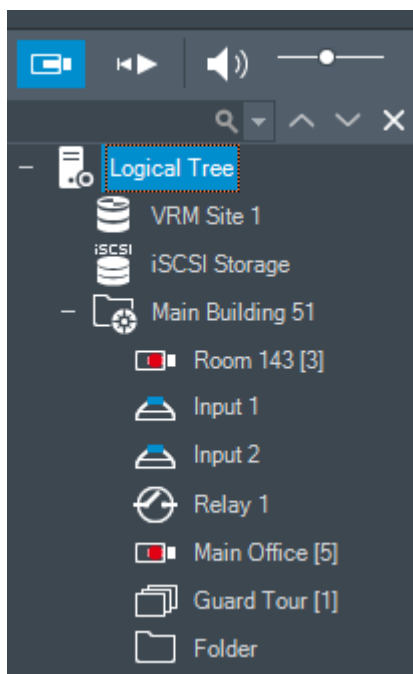 Logical Tree
VRM Site 1
iSCSI
iSCSI Storage
Main Building 51
Room 143 [3]
Input 1
Input 2
Relay 1
Main Office [5]
Guard Tour [1]
Folder